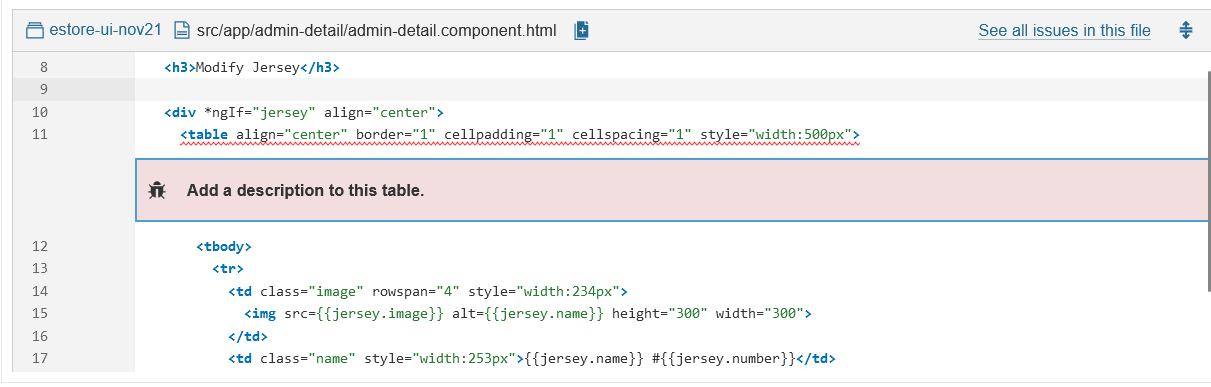 estore-ui-nov21 src/app/admin-detail/admin-detail.component.html See all issues in this file
8 <h3>Modify Jersey</h3>
9
10 <div *ngIf="jersey" align="center">
11 <table align="center" border="1" cellpadding="1" cellspacing="1" style="width:500px">
Add a description to this table.
12 <tbody>
13 <tr>
14 <td class="image" rowspan="4" style="width:234px">
15 <img src={{jersey.image}} alt={{jersey.name}} height="300" width="300">
16 </td>
17 <td class="name" style="width:253px">{{jersey.name}} #{{jersey.number}}</td>